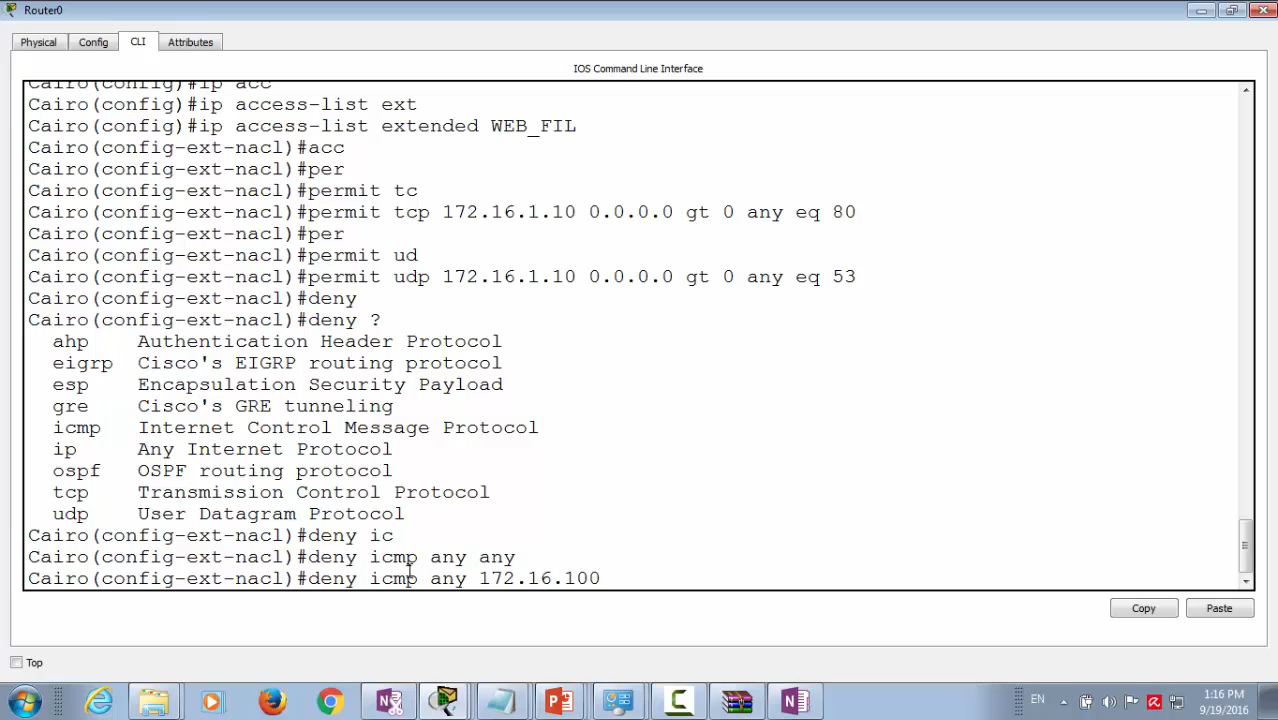 Router0
Physical Config CLI Attributes
IOS Command Line Interface
Cairo(config)#ip acc
Cairo(config)#ip access-list ext
Cairo(config)#ip access-list extended WEB_FIL
Cairo(config-ext-nacl)#acc
Cairo(config-ext-nacl)#per
Cairo(config-ext-nacl)#permit tc
Cairo(config-ext-nacl)#permit tcp 172.16.1.10 0.0.0.0 gt 0 any eq 80
Cairo(config-ext-nacl)#per
Cairo(config-ext-nacl)#permit ud
Cairo(config-ext-nacl)#permit udp 172.16.1.10 0.0.0.0 gt 0 any eq 53
Cairo(config-ext-nacl)#deny
Cairo(config-ext-nacl)#deny ?
ahp Authentication Header Protocol
eigrp Cisco's EIGRP routing protocol
esp Encapsulation Security Payload
gre Cisco's GRE tunneling
icmp Internet Control Message Protocol
ip Any Internet Protocol
ospf OSPF routing protocol
tcp Transmission Control Protocol
udp User Datagram Protocol
Cairo(config-ext-nacl)#deny ic
Cairo(config-ext-nacl)#deny icmp any any
Cairo(config-ext-nacl)#deny icmp any 172.16.100
Copy Paste
Top
EN
1:16 PM
9/19/2016